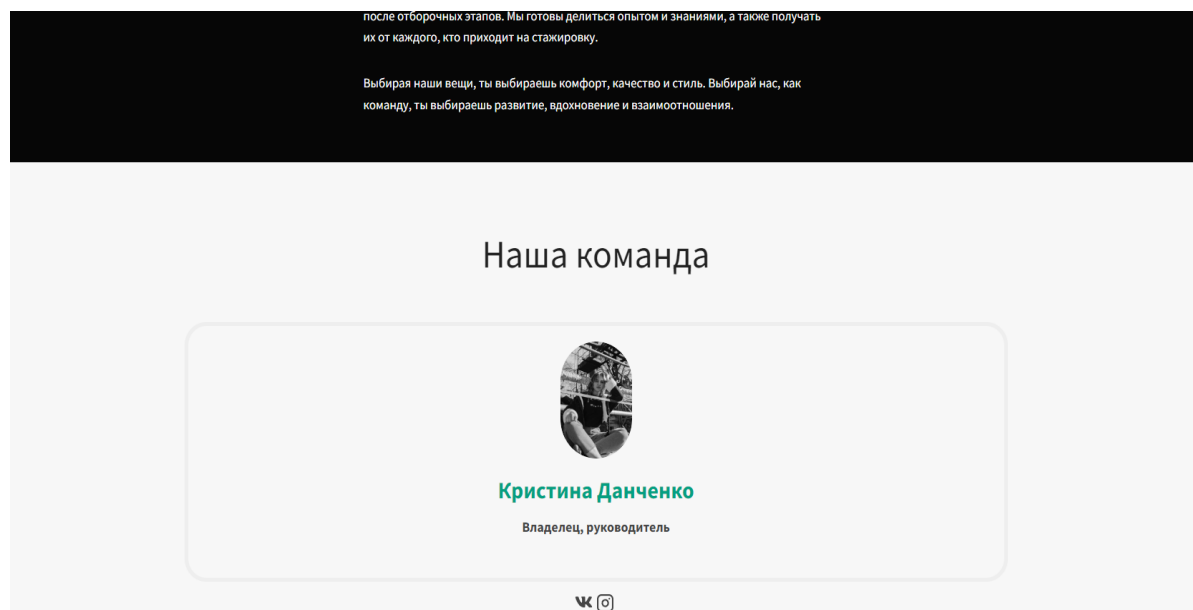 после отборочных этапов. Мы готовы делиться опытом и знаниями, а также получать
их от каждого, кто приходит на стажировку.
Выбирая наши вещи, ты выбираешь комфорт, качество и стиль. Выбирай нас, как
команду, ты выбираешь развитие, вдохновение и взаимоотношения.
Наша команда
Кристина Данченко
Владелец, руководитель